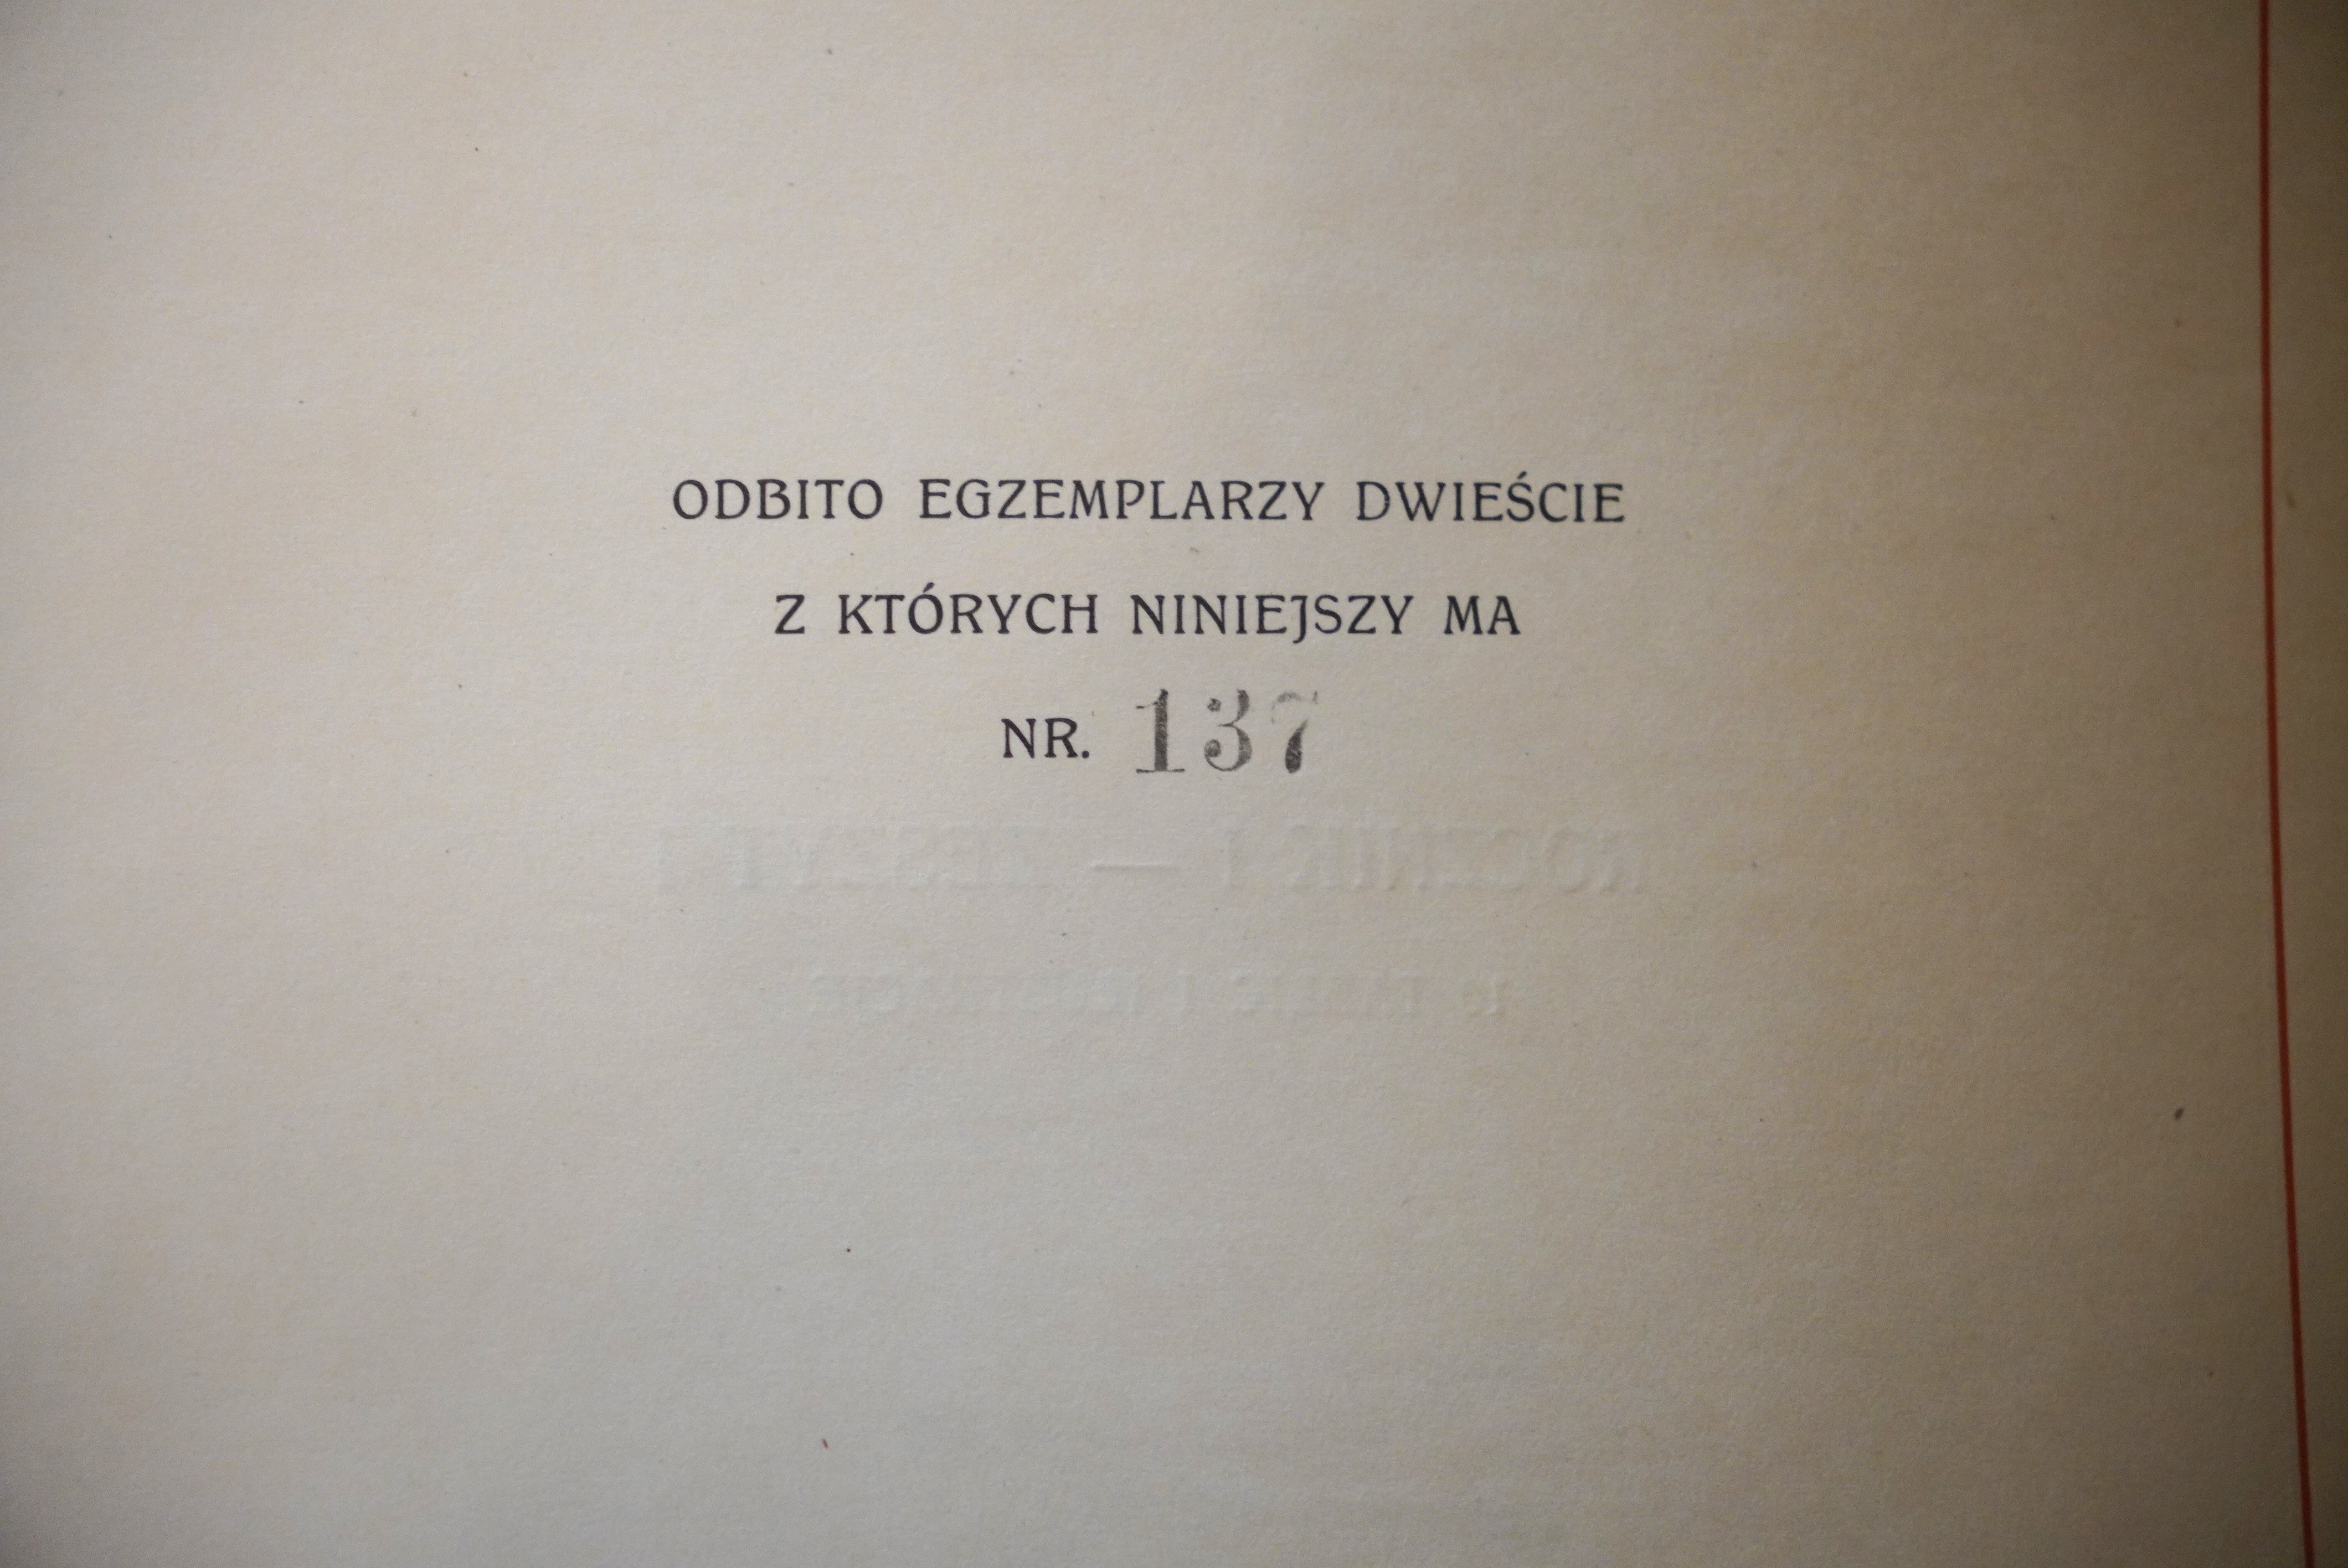 ODBITO EGZEMPLARZY DWIEŚCIE
Z KTÓRYCH NINIEJSZY MA
NR. 137